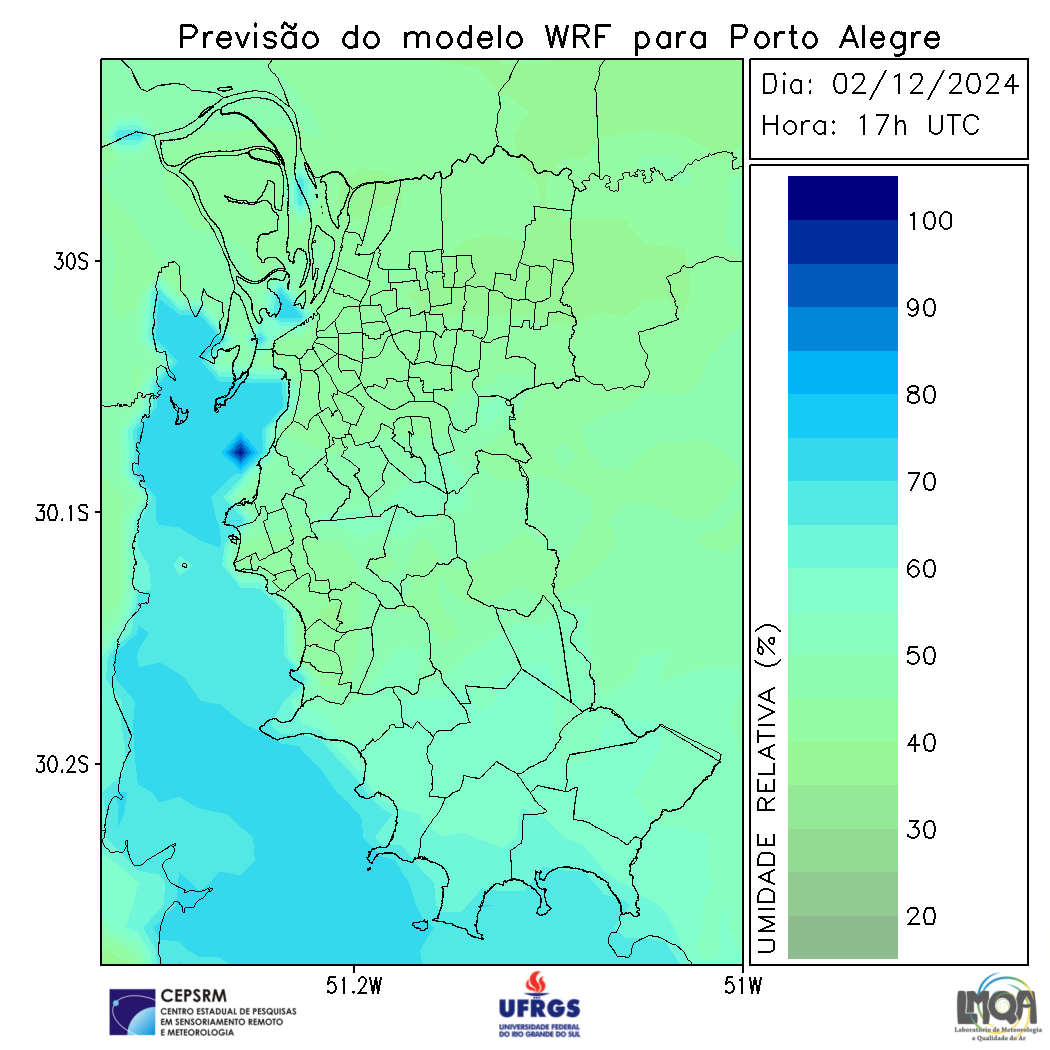 Previsão do modelo WRF para Porto Alegre
Dia: 02/12/2024
Hora: 17h UTC
30S
30.1S
30.2S
51.2W
51W
100
90
80
70
60
50
40
30
20
UMIDADE RELATIVA (%)
CEPSRM
CENTRO ESTADUAL DE PESQUISAS
EM SENSORIAMENTO REMOTO
E METEOROLOGIA
UFRGS
UNIVERSIDADE FEDERAL
DO RIO GRANDE DO SUL
LMQA
Laboratório de Meteorologia
e Qualidade do Ar